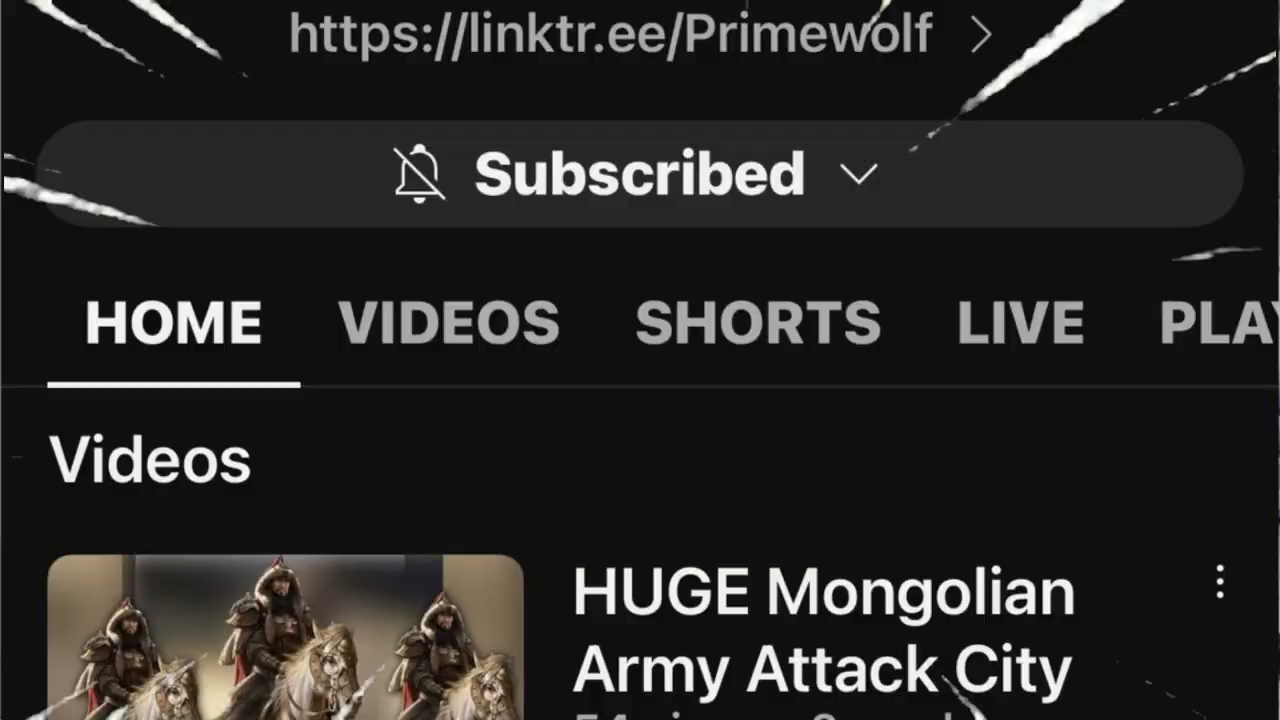 https://linktr.ee/Primewolf
Subscribed
HOME VIDEOS SHORTS LIVE
Videos
HUGE Mongolian
Army Attack City